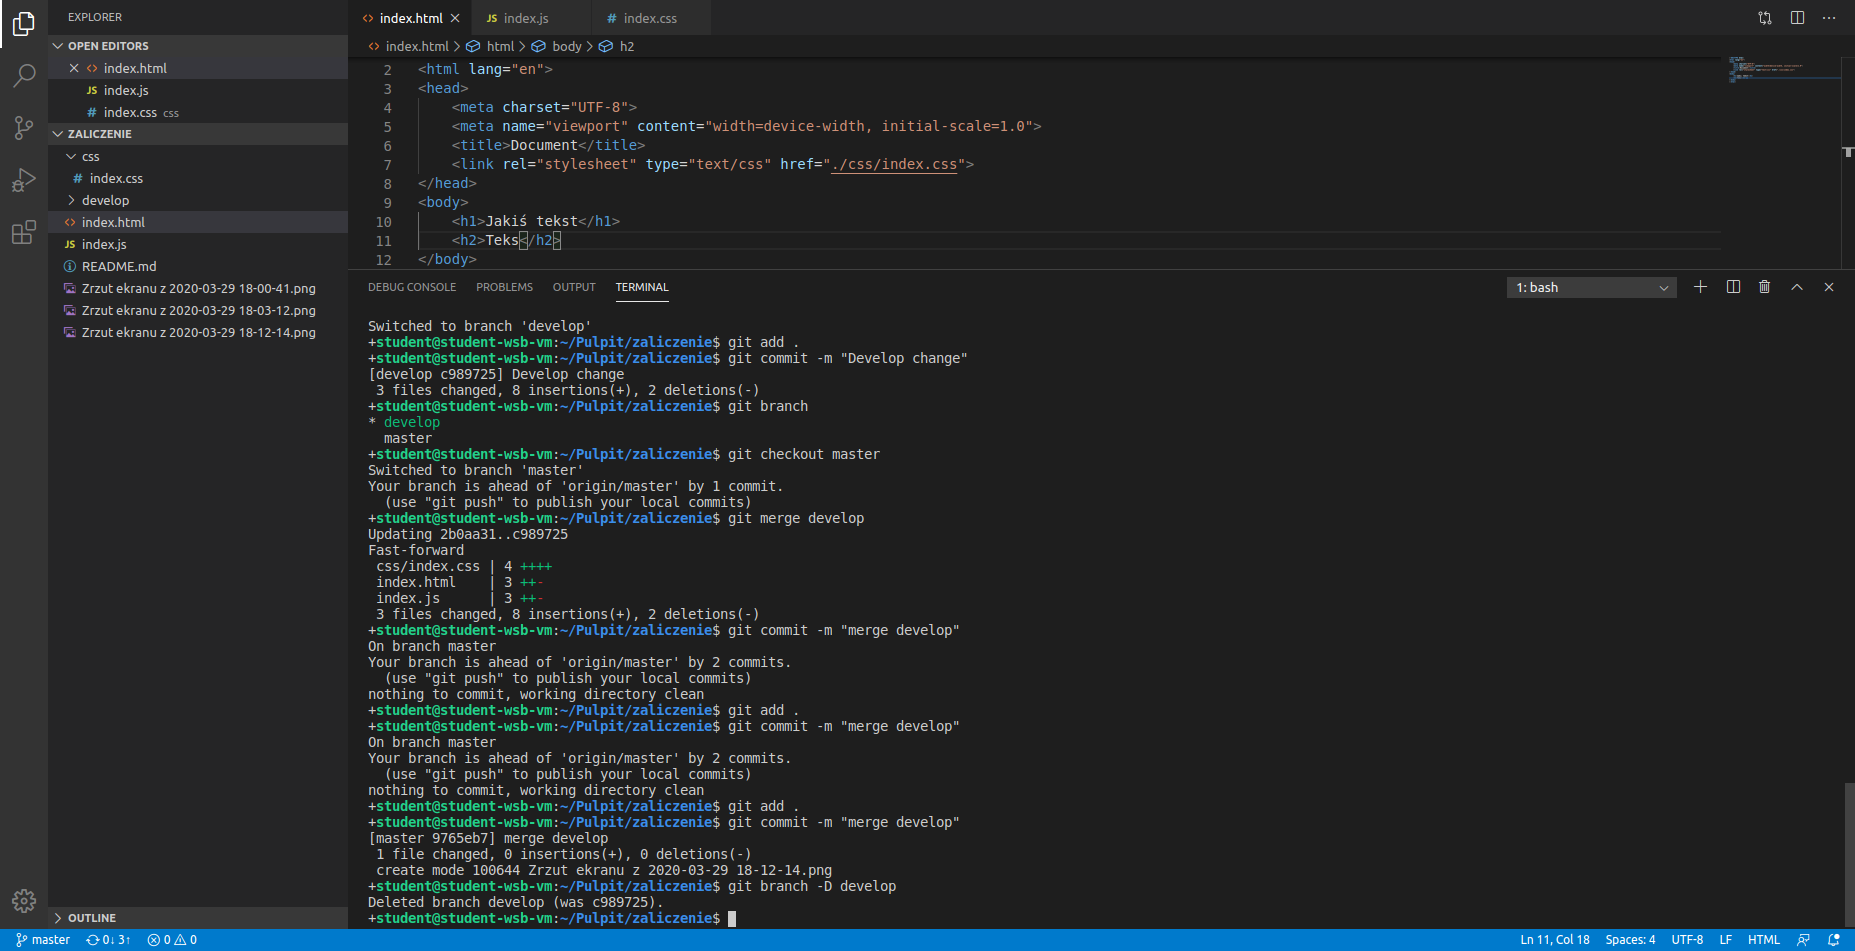 EXPLORER
OPEN EDITORS
index.html
JS index.js
# index.css css
ZALICZENIE
css
# index.css
develop
index.html
JS index.js
README.md
Zrzut ekranu z 2020-03-29 18-00-41.png
Zrzut ekranu z 2020-03-29 18-03-12.png
Zrzut ekranu z 2020-03-29 18-12-14.png
OUTLINE
index.html JS index.js # index.css
index.html > html > body > h2
2 <html lang="en">
3 <head>
4 <meta charset="UTF-8">
5 <meta name="viewport" content="width=device-width, initial-scale=1.0">
6 <title>Document</title>
7 <link rel="stylesheet" type="text/css" href="./css/index.css">
8 </head>
9 <body>
10 <h1>Jakiś tekst</h1>
11 <h2>Teks</h2>
12 </body>
DEBUG CONSOLE PROBLEMS OUTPUT TERMINAL 1: bash
Switched to branch 'develop'
+student@student-wsb-vm:~/Pulpit/zaliczenie$ git add .
+student@student-wsb-vm:~/Pulpit/zaliczenie$ git commit -m "Develop change"
[develop c989725] Develop change
3 files changed, 8 insertions(+), 2 deletions(-)
+student@student-wsb-vm:~/Pulpit/zaliczenie$ git branch
* develop
master
+student@student-wsb-vm:~/Pulpit/zaliczenie$ git checkout master
Switched to branch 'master'
Your branch is ahead of 'origin/master' by 1 commit.
(use "git push" to publish your local commits)
+student@student-wsb-vm:~/Pulpit/zaliczenie$ git merge develop
Updating 2b0aa31..c989725
Fast-forward
css/index.css | 4 ++++
index.html | 3 ++-
index.js | 3 ++-
3 files changed, 8 insertions(+), 2 deletions(-)
+student@student-wsb-vm:~/Pulpit/zaliczenie$ git commit -m "merge develop"
On branch master
Your branch is ahead of 'origin/master' by 2 commits.
(use "git push" to publish your local commits)
nothing to commit, working directory clean
+student@student-wsb-vm:~/Pulpit/zaliczenie$ git add .
+student@student-wsb-vm:~/Pulpit/zaliczenie$ git commit -m "merge develop"
On branch master
Your branch is ahead of 'origin/master' by 2 commits.
(use "git push" to publish your local commits)
nothing to commit, working directory clean
+student@student-wsb-vm:~/Pulpit/zaliczenie$ git add .
+student@student-wsb-vm:~/Pulpit/zaliczenie$ git commit -m "merge develop"
[master 9765eb7] merge develop
1 file changed, 0 insertions(+), 0 deletions(-)
create mode 100644 Zrzut ekranu z 2020-03-29 18-12-14.png
+student@student-wsb-vm:~/Pulpit/zaliczenie$ git branch -D develop
Deleted branch develop (was c989725).
+student@student-wsb-vm:~/Pulpit/zaliczenie$
master 0↓ 3↑ 0 0 Ln 11, Col 18 Spaces: 4 UTF-8 LF HTML